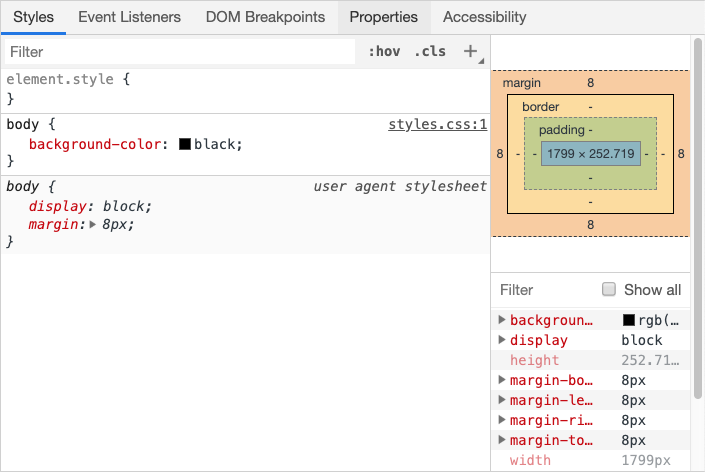 Styles Event Listeners DOM Breakpoints Properties Accessibility
Filter :hov .cls +
element.style {
}
body { styles.css:1
background-color: black;
}
body { user agent stylesheet
display: block;
margin: 8px;
}
margin 8
border -
padding -
8 - - 1799 × 252.719 - - 8
-
-
8
Filter Show all
backgroun… rgb(…
display block
height 252.71…
margin-bo… 8px
margin-le… 8px
margin-ri… 8px
margin-to… 8px
width 1799px